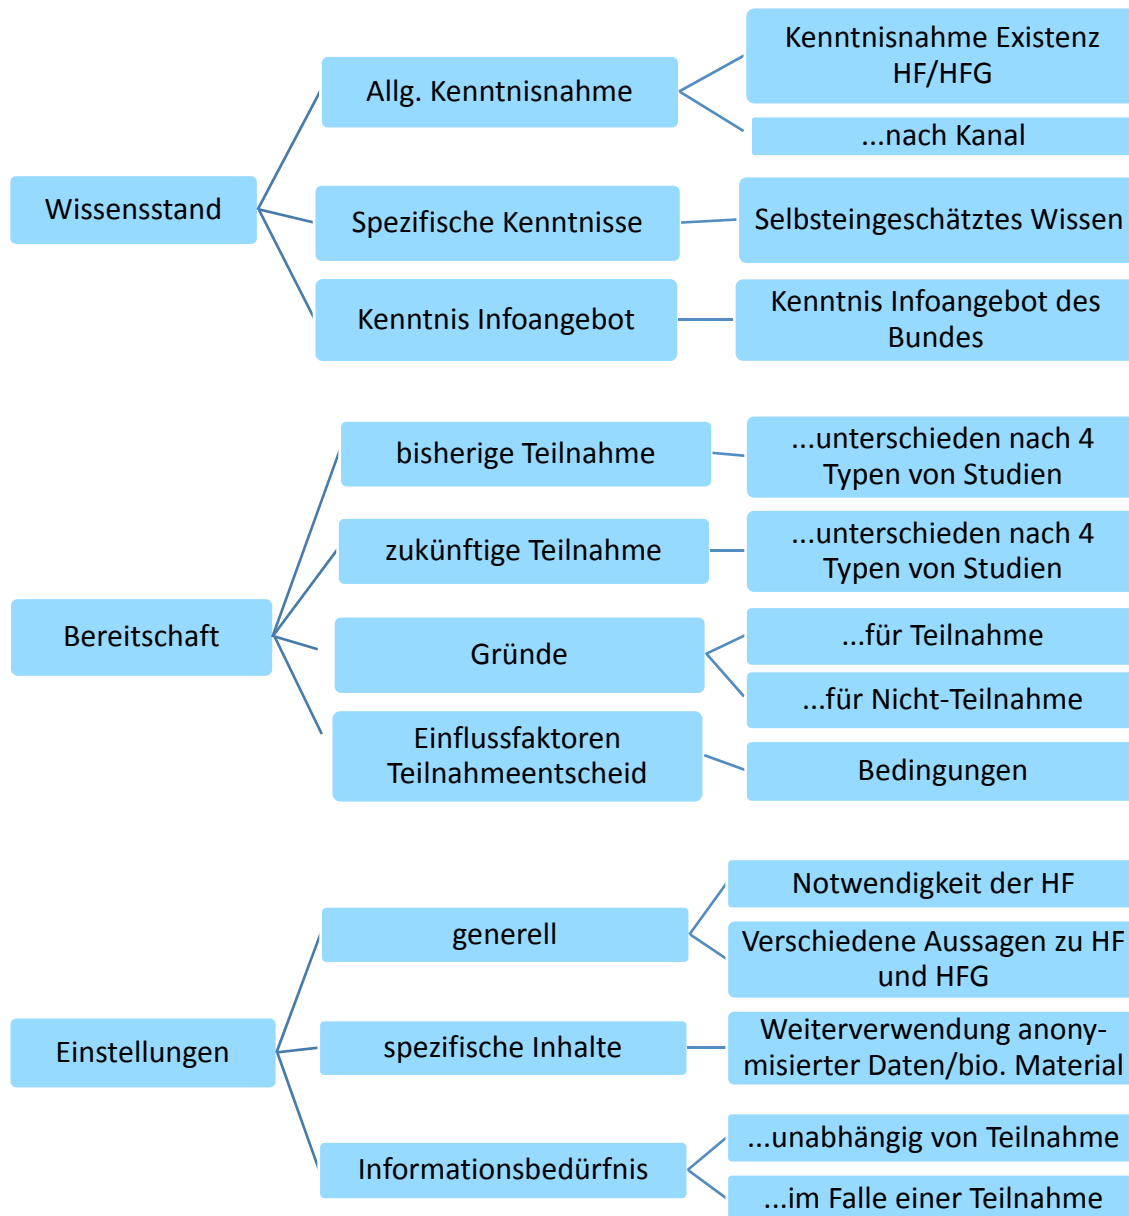 Wissensstand
Allg. Kenntnisnahme
Kenntnisnahme Existenz
HF/HFG
...nach Kanal
Spezifische Kenntnisse
Selbsteingeschätztes Wissen
Kenntnis Infoangebot
Kenntnis Infoangebot des
Bundes
Bereitschaft
bisherige Teilnahme
...unterschieden nach 4
Typen von Studien
zukünftige Teilnahme
...unterschieden nach 4
Typen von Studien
Gründe
...für Teilnahme
...für Nicht-Teilnahme
Einflussfaktoren
Teilnahmeentscheid
Bedingungen
Einstellungen
generell
Notwendigkeit der HF
Verschiedene Aussagen zu HF
und HFG
spezifische Inhalte
Weiterverwendung anony-
misierter Daten/bio. Material
Informationsbedürfnis
...unabhängig von Teilnahme
...im Falle einer Teilnahme